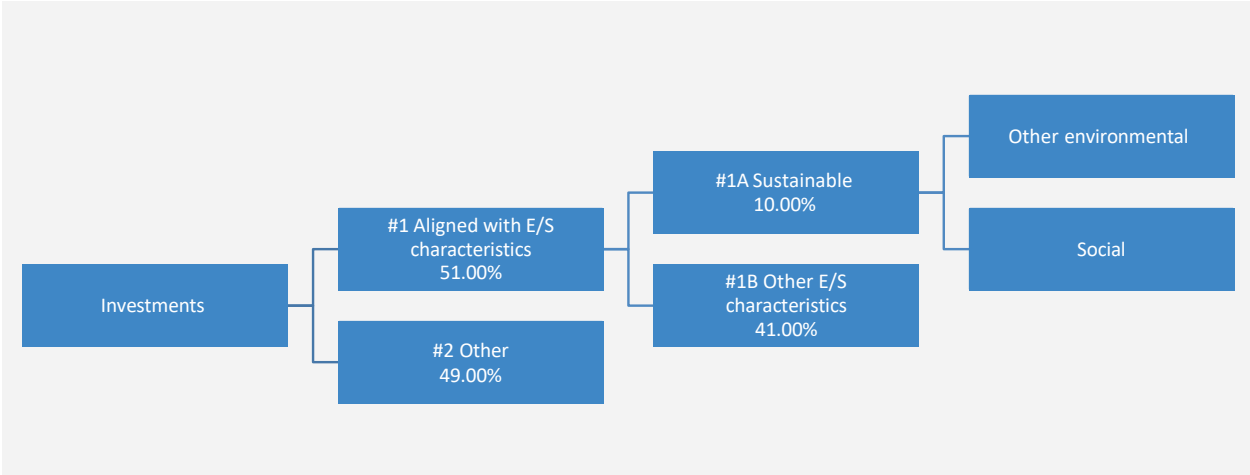 Investments
#1 Aligned with E/S
characteristics
51.00%
#2 Other
49.00%
#1A Sustainable
10.00%
#1B Other E/S
characteristics
41.00%
Other environmental
Social